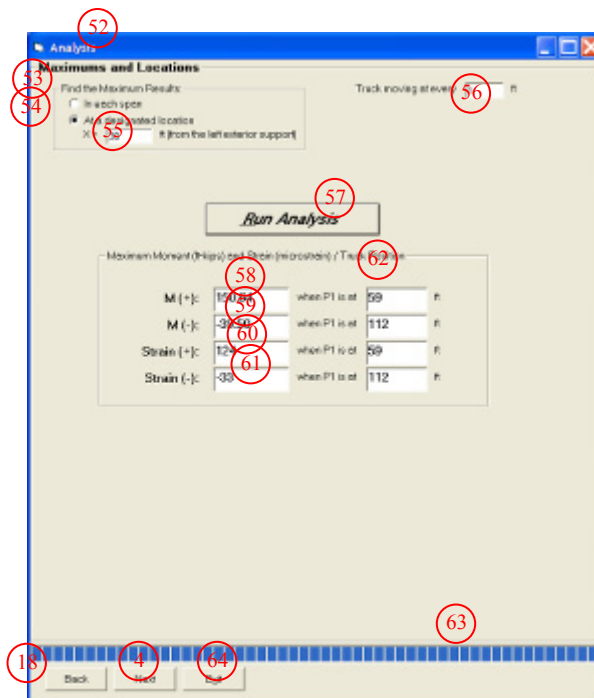 52
Analysis
Maximums and Locations
53
Find the Maximum Results:
Truck moving at every ft
56
54
In each span
At a designated location
55
X = ft (from the left exterior support)
57
Run Analysis
Maximum Moment (ft-kips) and Strain (microstrain) / Truck Position
62
58
M (+): when P1 is at 59 ft
59
M (-): when P1 is at 112 ft
60
Strain (+): 124 when P1 is at 59 ft
61
Strain (-): -33 when P1 is at 112 ft
63
18
4
64
Back Next Exit